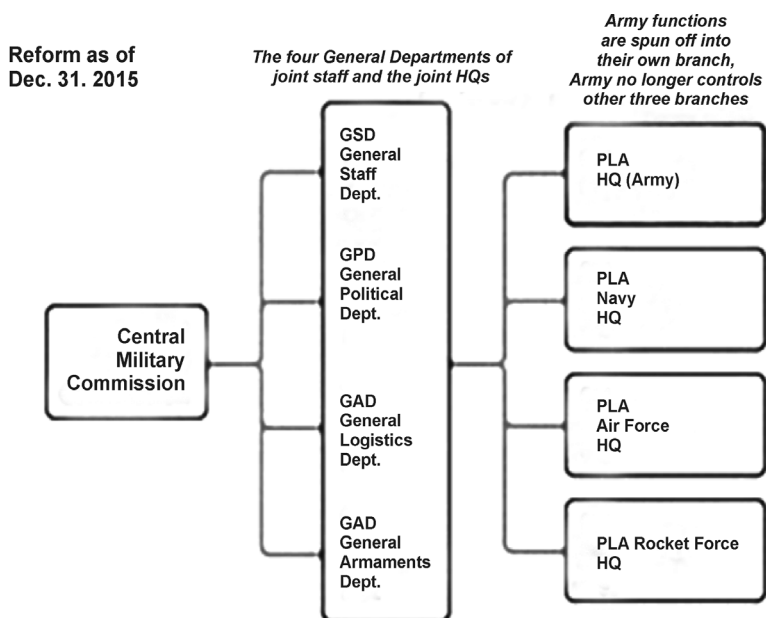 Reform as of
Dec. 31. 2015
The four General Departments of
joint staff and the joint HQs
Army functions
are spun off into
their own branch,
Army no longer controls
other three branches
Central
Military
Commission
GSD
General
Staff
Dept.
GPD
General
Political
Dept.
GAD
General
Logistics
Dept.
GAD
General
Armaments
Dept.
PLA
HQ (Army)
PLA
Navy
HQ
PLA
Air Force
HQ
PLA Rocket Force
HQ